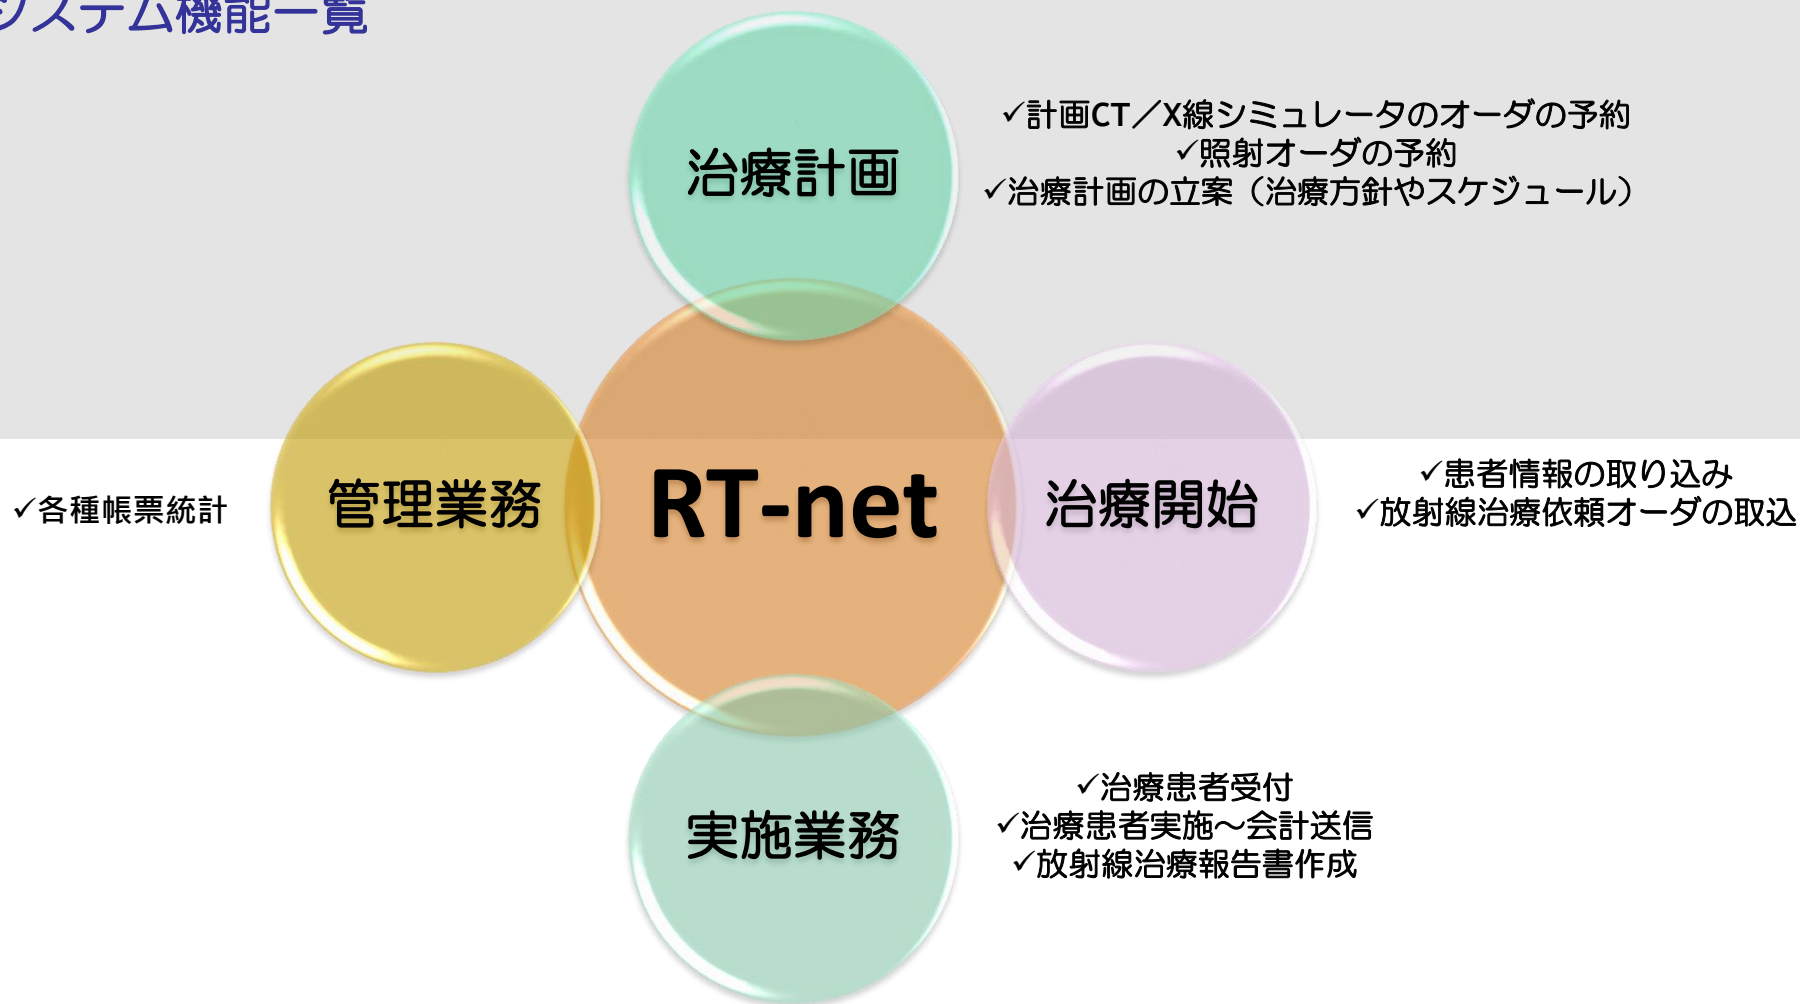 システム機能一覧
治療計画
✓計画CT／X線シミュレータのオーダの予約
✓照射オーダの予約
✓治療計画の立案（治療方針やスケジュール）
✓各種帳票統計
管理業務
RT-net
治療開始
✓患者情報の取り込み
✓放射線治療依頼オーダの取込
実施業務
✓治療患者受付
✓治療患者実施～会計送信
✓放射線治療報告書作成